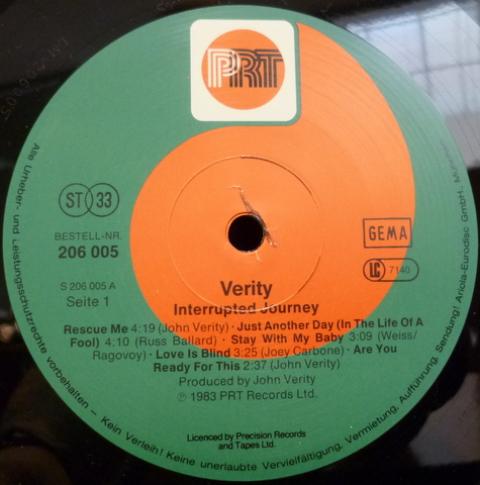 PRT
ST 33
GEMA
BESTELL-NR.
206 005
LC 7140
S 206 005 A
Seite 1
Verity
Interrupted Journey
Rescue Me 4:19 (John Verity) · Just Another Day (In The Life Of A
Fool) 4:10 (Russ Ballard) · Stay With My Baby 3:09 (Weiss/
Ragovoy) · Love Is Blind 3:25 (Joey Carbone) · Are You
Ready For This 2:37 (John Verity)
Produced by John Verity
℗ 1983 PRT Records Ltd.
Licenced by Precision Records
and Tapes Ltd.
Alle Urheber- und Leistungsschutzrechte vorbehalten – Kein Verleih! Keine unerlaubte Vervielfältigung, Vermietung, Aufführung, Sendung! Ariola-Eurodisc GmbH,